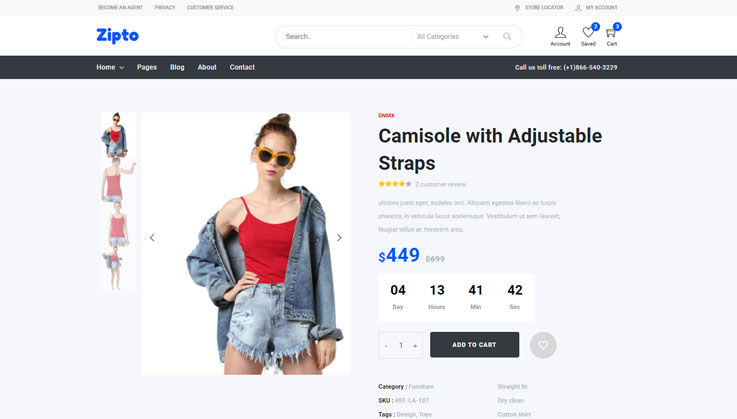 BECOME AN AGENT PRIVACY CUSTOMER SERVICE STORE LOCATOR MY ACCOUNT
Zipto
Search.. All Categories
2 3
Account Saved Cart
Home Pages Blog About Contact Call us toll free: (+1)866-540-3229
DNMX
Camisole with Adjustable
Straps
2 customer review
ultrices justo eget, sodales orci. Aliquam egestas libero ac turpis
pharetra, in vehicula lacus scelerisque. Vestibulum ut sem laoreet,
feugiat tellus at, hendrerit arcu.
$449 $699
04 13 41 42
Day Hours Min Sec
- 1 + ADD TO CART
Category : Furniture Straight fit
SKU : REF. LA-107 Dry clean
Tags : Design, Toys Cutton shirt